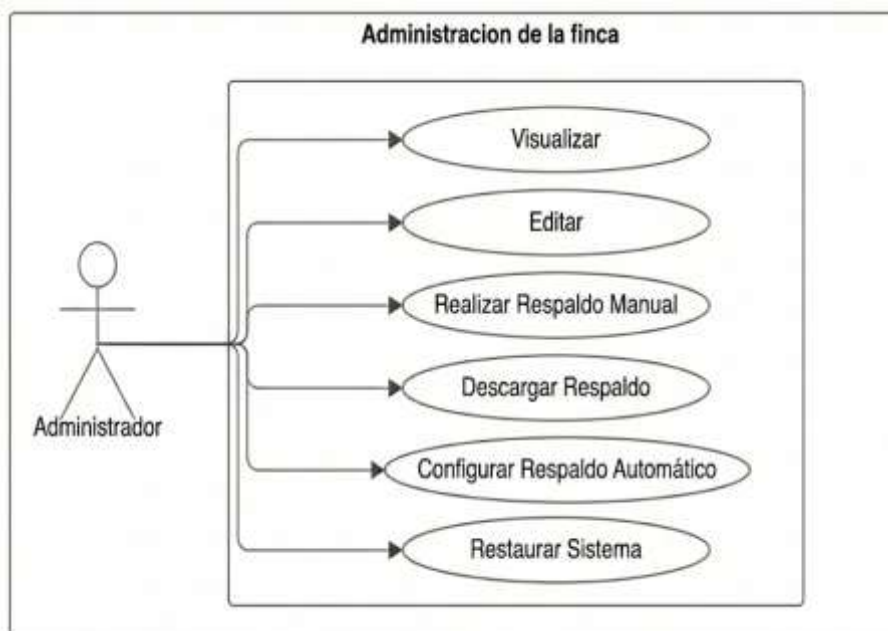 Administracion de la finca
Visualizar
Editar
Realizar Respaldo Manual
Descargar Respaldo
Administrador
Configurar Respaldo Automático
Restaurar Sistema